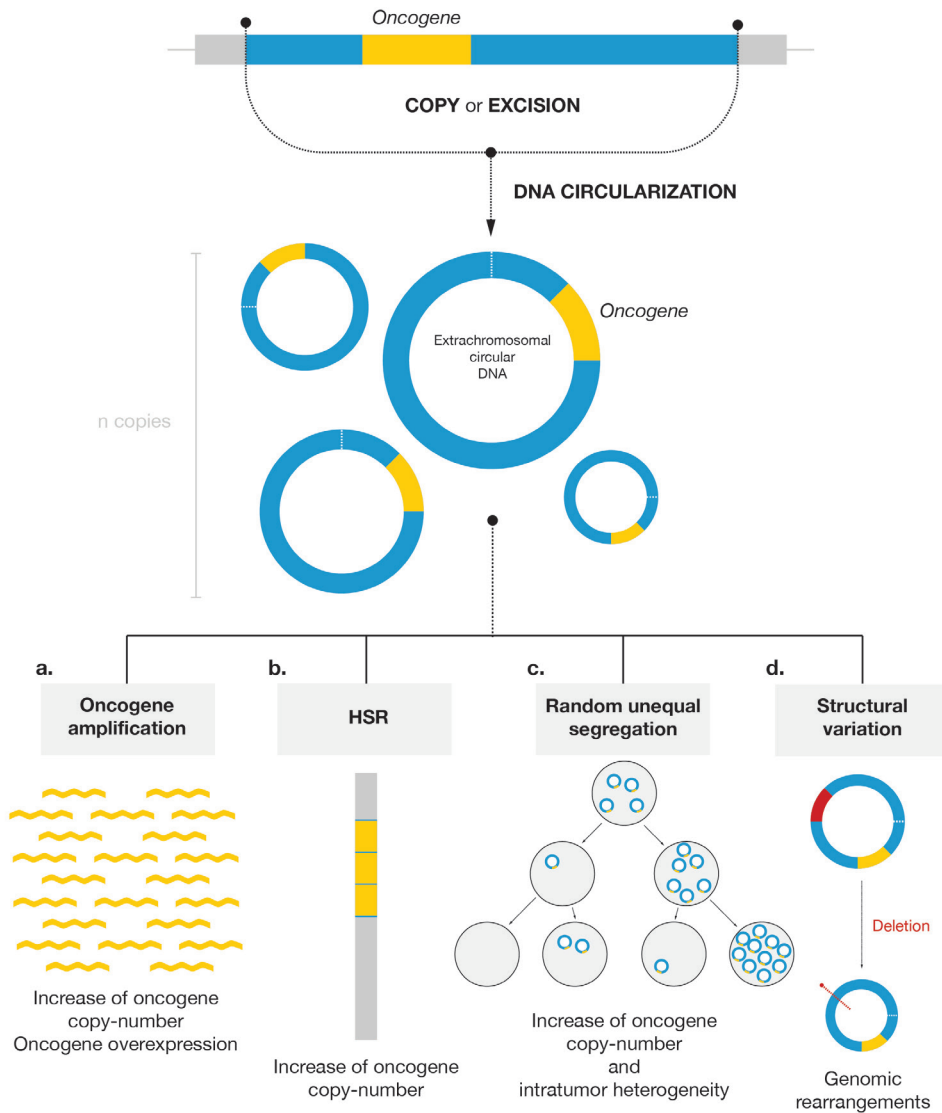 Oncogene
COPY or EXCISION
DNA CIRCULARIZATION
Oncogene
Extrachromosomal
circular
DNA
n copies
a.
Oncogene
amplification
Increase of oncogene
copy-number
Oncogene overexpression
b.
HSR
Increase of oncogene
copy-number
c.
Random unequal
segregation
Increase of oncogene
copy-number
and
intratumor heterogeneity
d.
Structural
variation
Deletion
Genomic
rearrangements